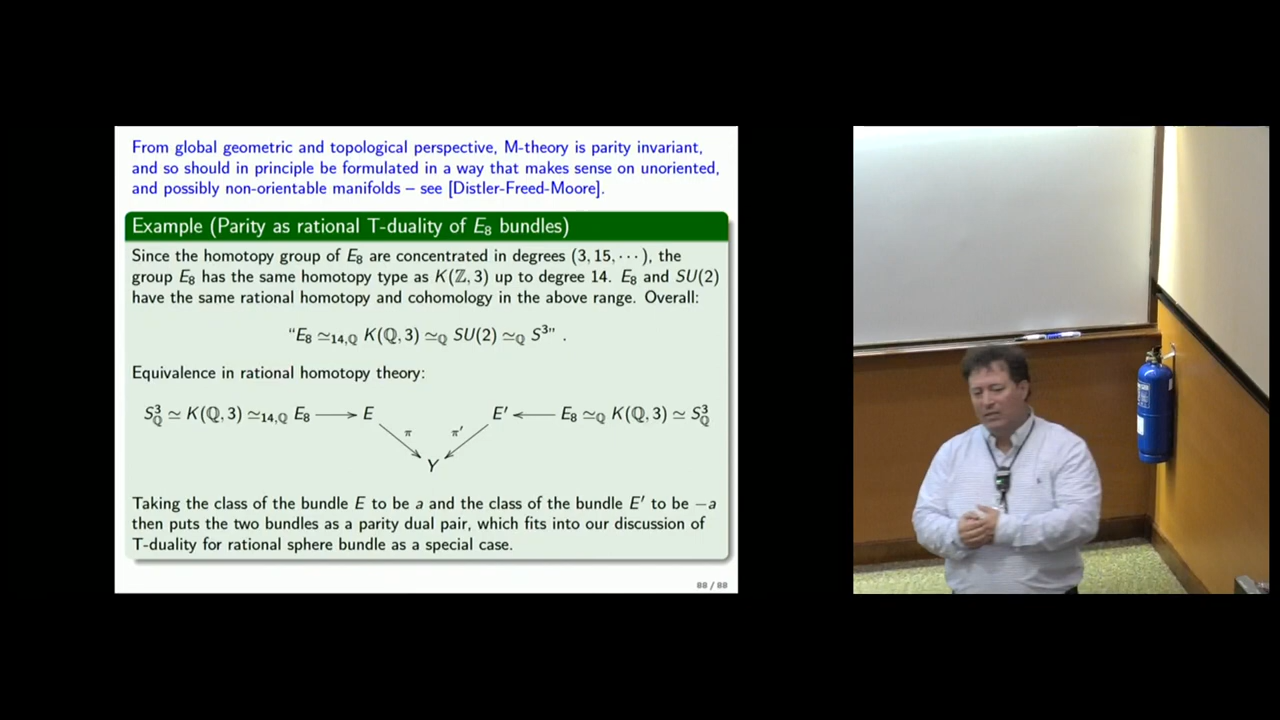 From global geometric and topological perspective, M-theory is parity invariant,
and so should in principle be formulated in a way that makes sense on unoriented,
and possibly non-orientable manifolds – see [Distler-Freed-Moore].
Example (Parity as rational T-duality of E₈ bundles)
Since the homotopy group of E₈ are concentrated in degrees (3, 15, ⋯), the
group E₈ has the same homotopy type as K(ℤ, 3) up to degree 14. E₈ and SU(2)
have the same rational homotopy and cohomology in the above range. Overall:
“E₈ ≃₁₄,ℚ K(ℚ, 3) ≃ℚ SU(2) ≃ℚ S³” .
Equivalence in rational homotopy theory:
S³ℚ ≃ K(ℚ, 3) ≃₁₄,ℚ E₈ ⟶ E E′ ⟵ E₈ ≃ℚ K(ℚ, 3) ≃ S³ℚ
π π′
Y
Taking the class of the bundle E to be a and the class of the bundle E′ to be −a
then puts the two bundles as a parity dual pair, which fits into our discussion of
T-duality for rational sphere bundle as a special case.
88 / 88